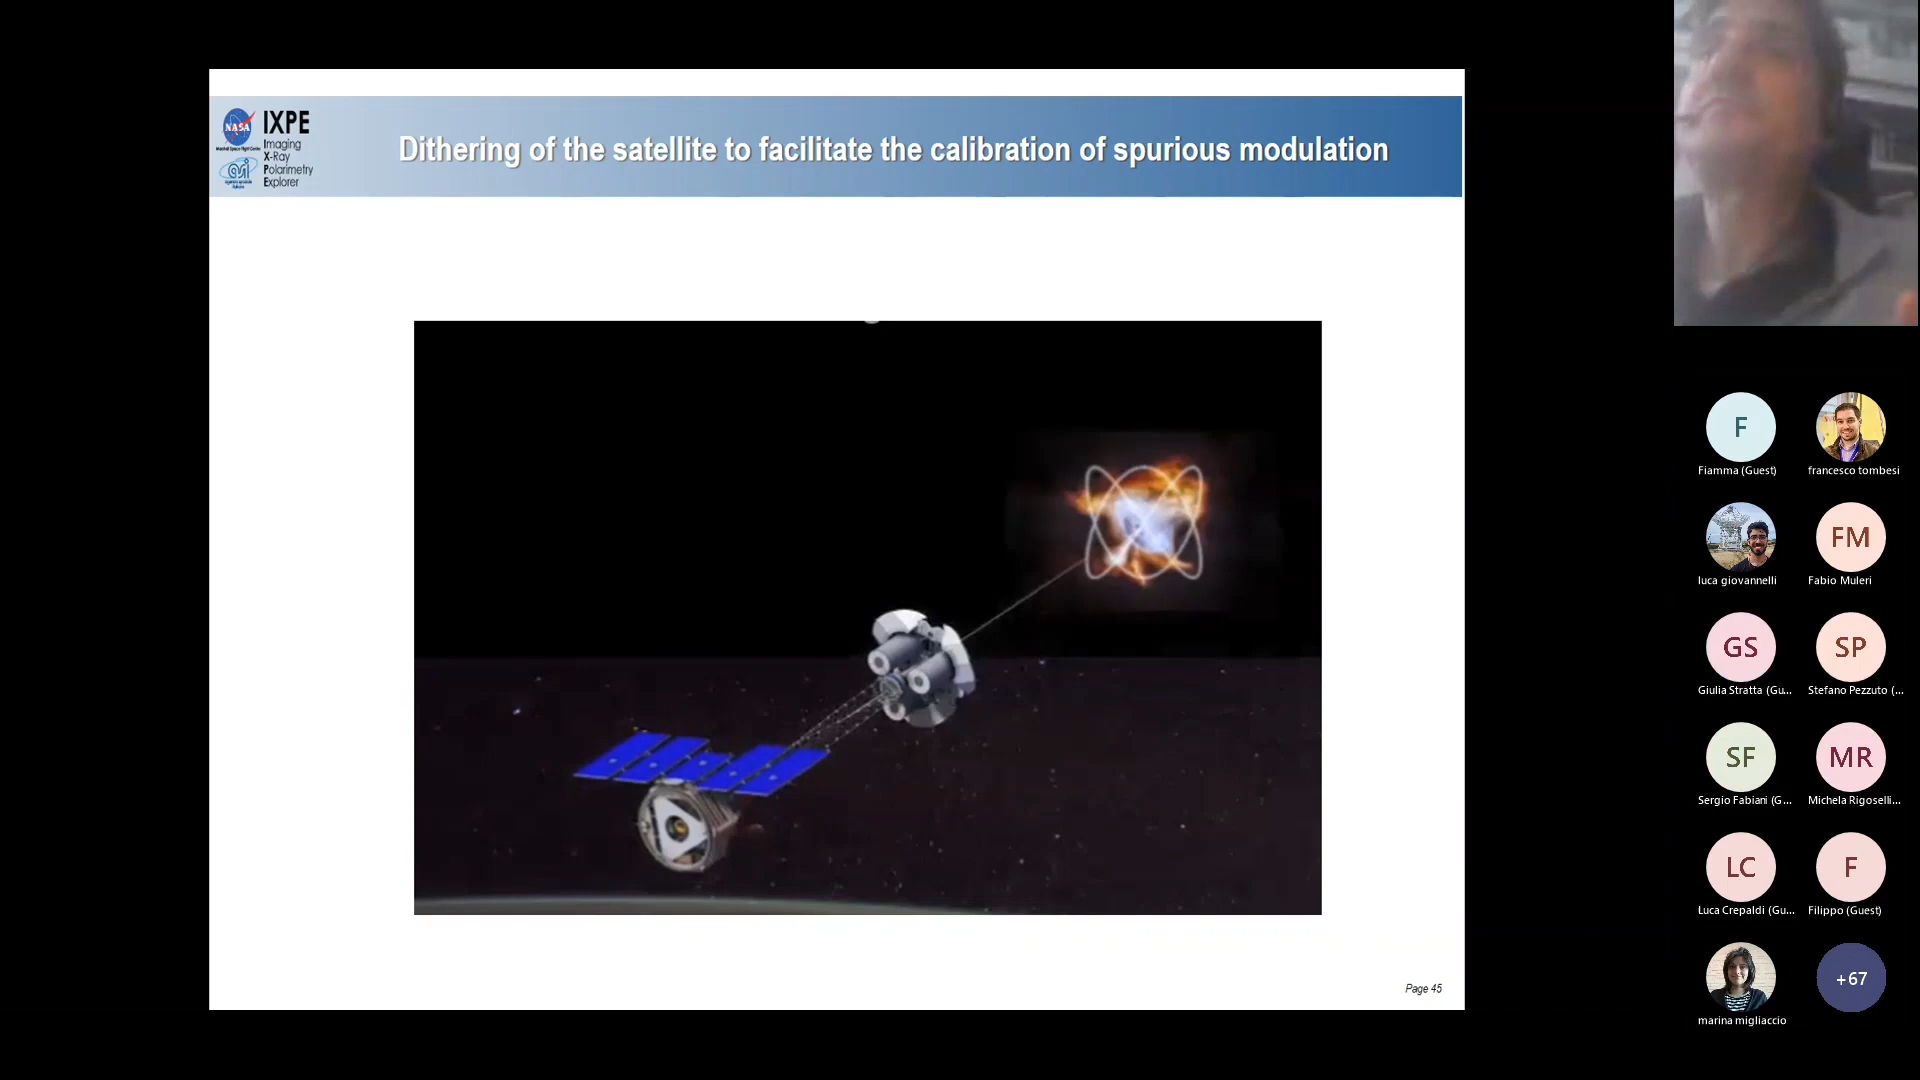 NASA
IXPE
Imaging
X-Ray
Polarimetry
Explorer
Dithering of the satellite to facilitate the calibration of spurious modulation
Page 45
F
Fiamma (Guest)
francesco tombesi
luca giovannelli
FM
Fabio Muleri
GS
Giulia Stratta (Gu...
SP
Stefano Pezzuto (...
SF
Sergio Fabiani (G...
MR
Michela Rigoselli...
LC
Luca Crepaldi (Gu...
F
Filippo (Guest)
marina migliaccio
+67